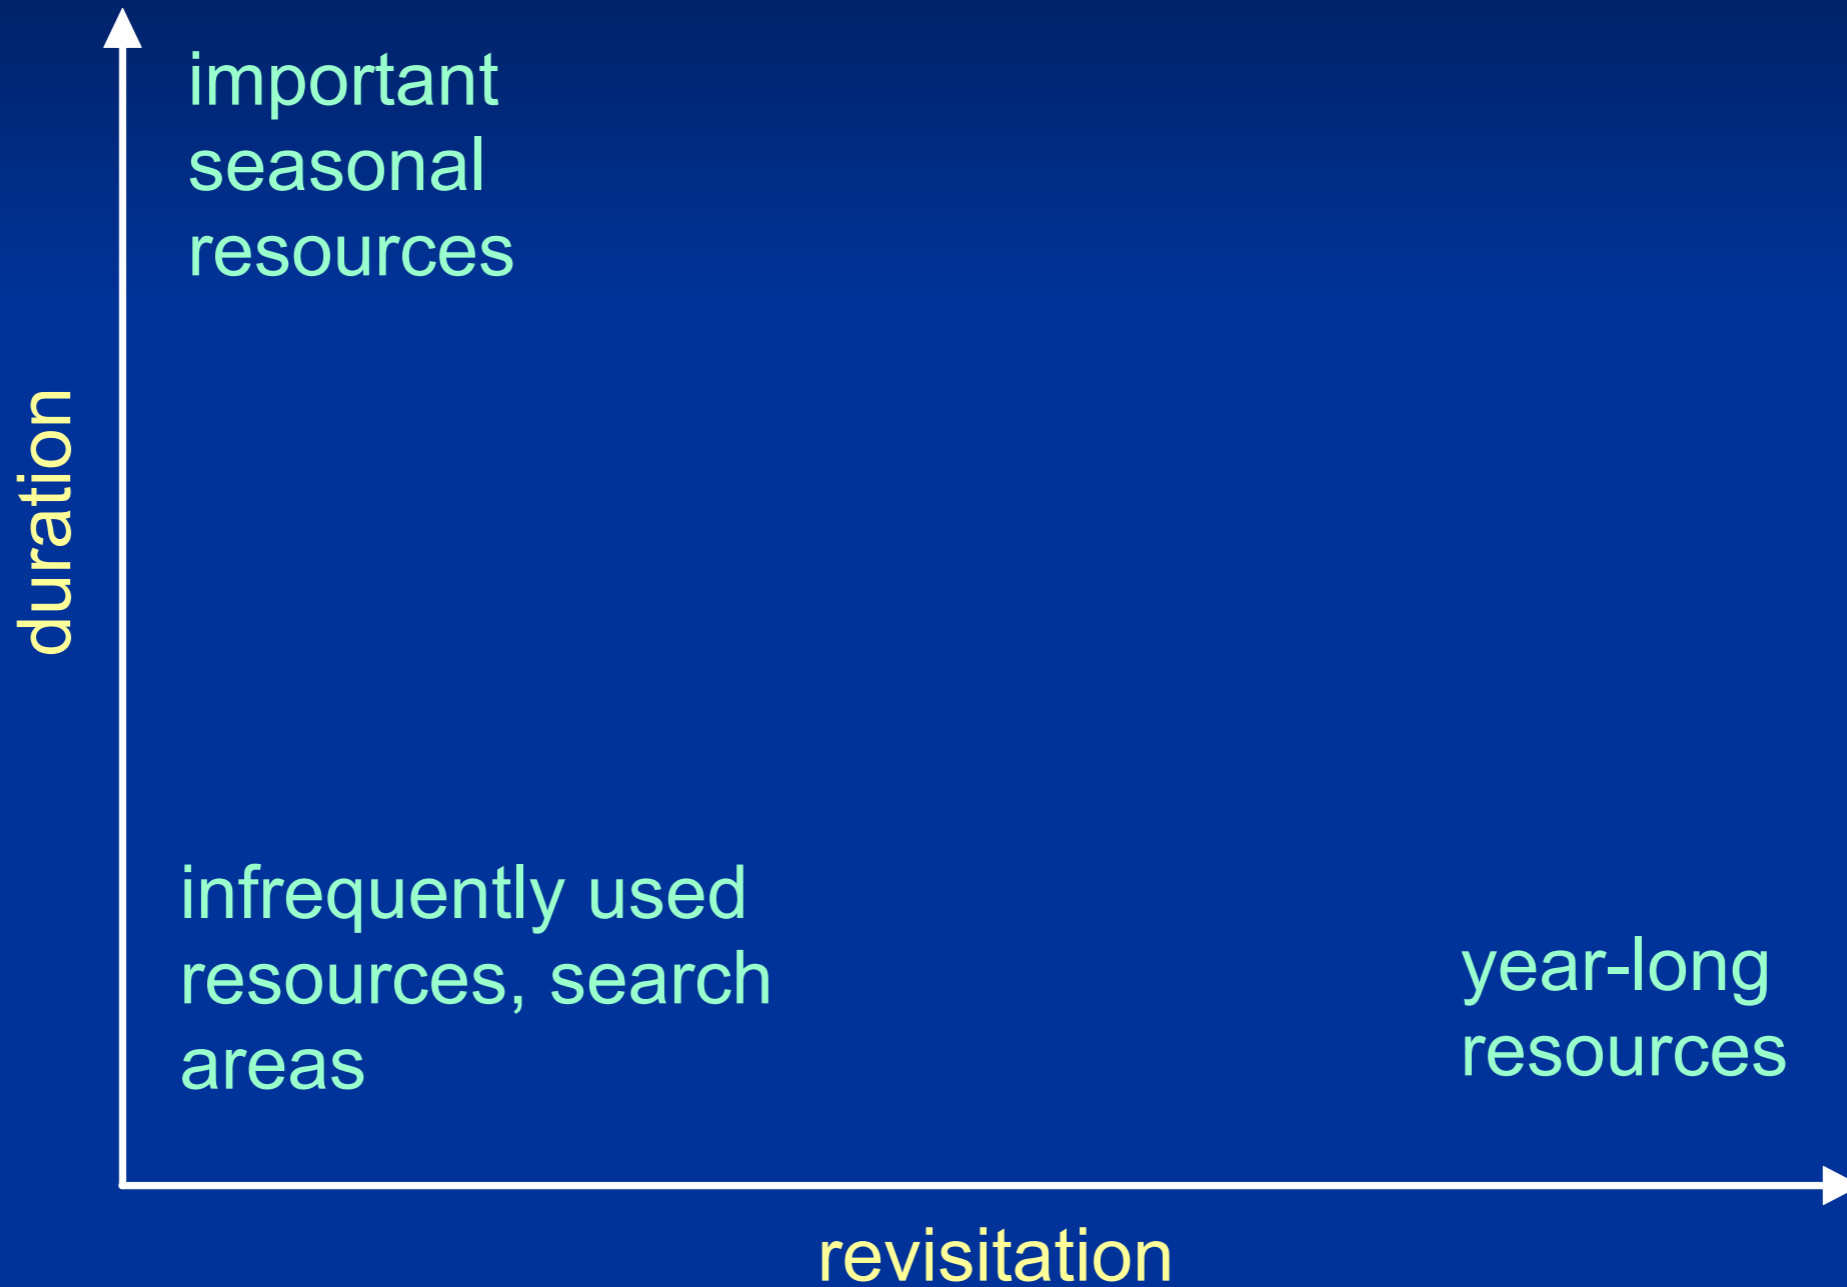 important
seasonal
resources
duration
infrequently used
resources, search
areas
year-long
resources
revisitation